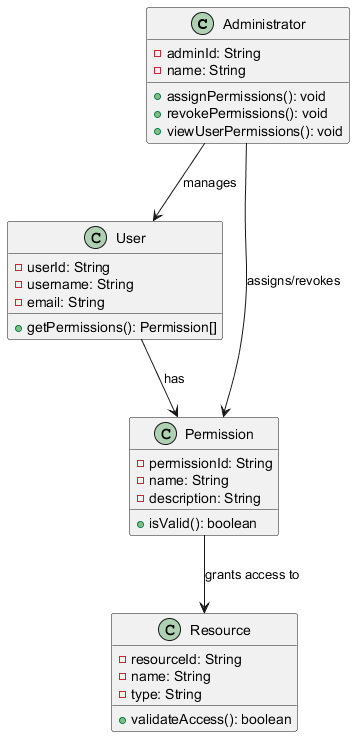 C Administrator
adminId: String
name: String
assignPermissions(): void
revokePermissions(): void
viewUserPermissions(): void
manages
C User
userId: String
username: String
email: String
getPermissions(): Permission[]
assigns/revokes
has
C Permission
permissionId: String
name: String
description: String
isValid(): boolean
grants access to
C Resource
resourceId: String
name: String
type: String
validateAccess(): boolean